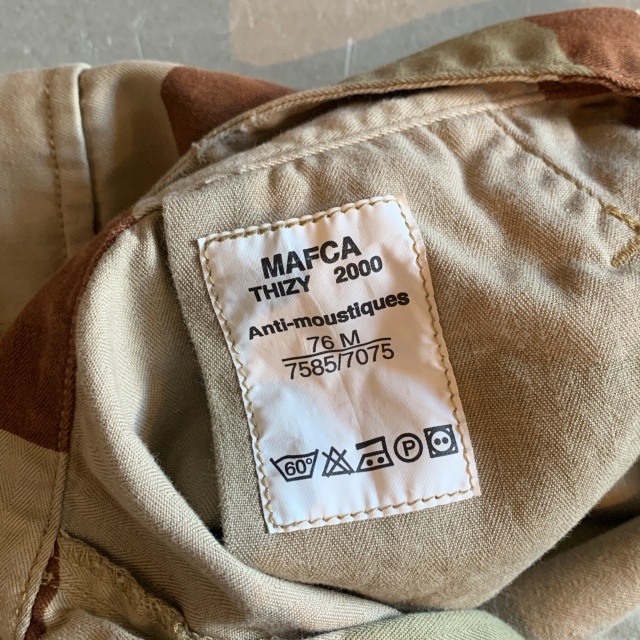 MAFCA
THIZY 2000
Anti-moustiques
76 M
7585/7075
60° P